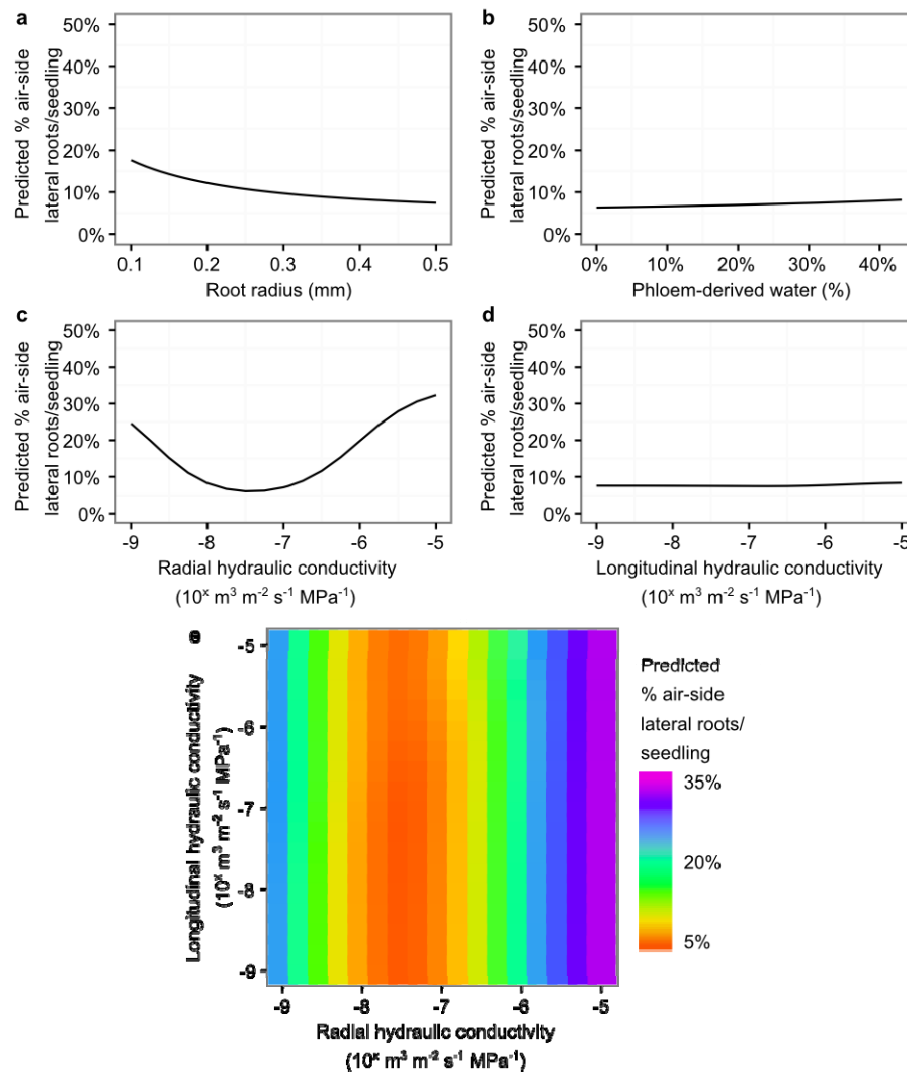 a
Predicted % air-side
lateral roots/seedling
50%
40%
30%
20%
10%
0%
0.1 0.2 0.3 0.4 0.5
Root radius (mm)
b
Predicted % air-side
lateral roots/seedling
50%
40%
30%
20%
10%
0%
0% 10% 20% 30% 40%
Phloem-derived water (%)
c
Predicted % air-side
lateral roots/seedling
50%
40%
30%
20%
10%
0%
-9 -8 -7 -6 -5
Radial hydraulic conductivity
(10ˣ m³ m⁻² s⁻¹ MPa⁻¹)
d
Predicted % air-side
lateral roots/seedling
50%
40%
30%
20%
10%
0%
-9 -8 -7 -6 -5
Longitudinal hydraulic conductivity
(10ˣ m³ m⁻² s⁻¹ MPa⁻¹)
e
Longitudinal hydraulic conductivity
(10ˣ m³ m⁻² s⁻¹ MPa⁻¹)
-5
-6
-7
-8
-9
-9 -8 -7 -6 -5
Radial hydraulic conductivity
(10ˣ m³ m⁻² s⁻¹ MPa⁻¹)
Predicted
% air-side
lateral roots/
seedling
35%
20%
5%